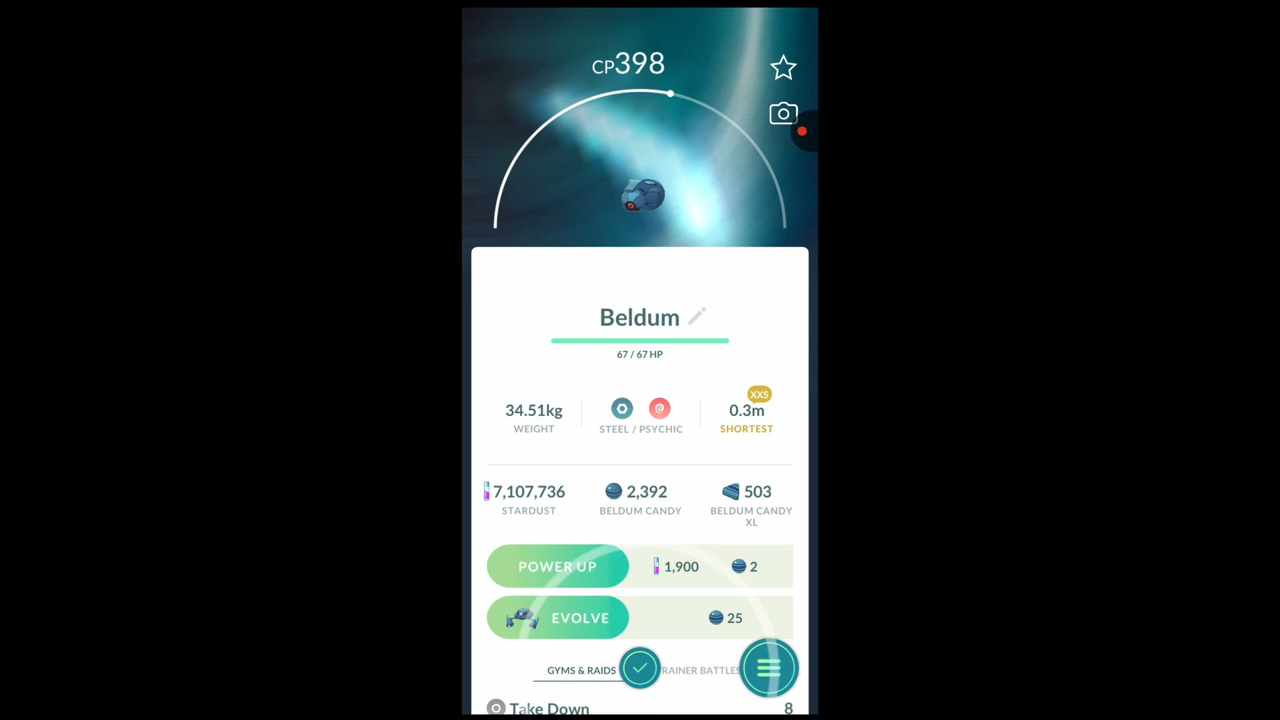 CP398
Beldum
67 / 67 HP
XXS
34.51kg
0.3m
WEIGHT
STEEL / PSYCHIC
SHORTEST
7,107,736
2,392
503
STARDUST
BELDUM CANDY
BELDUM CANDY
XL
POWER UP
1,900
2
EVOLVE
25
GYMS & RAIDS
RAINER BATTLES
Take Down
8